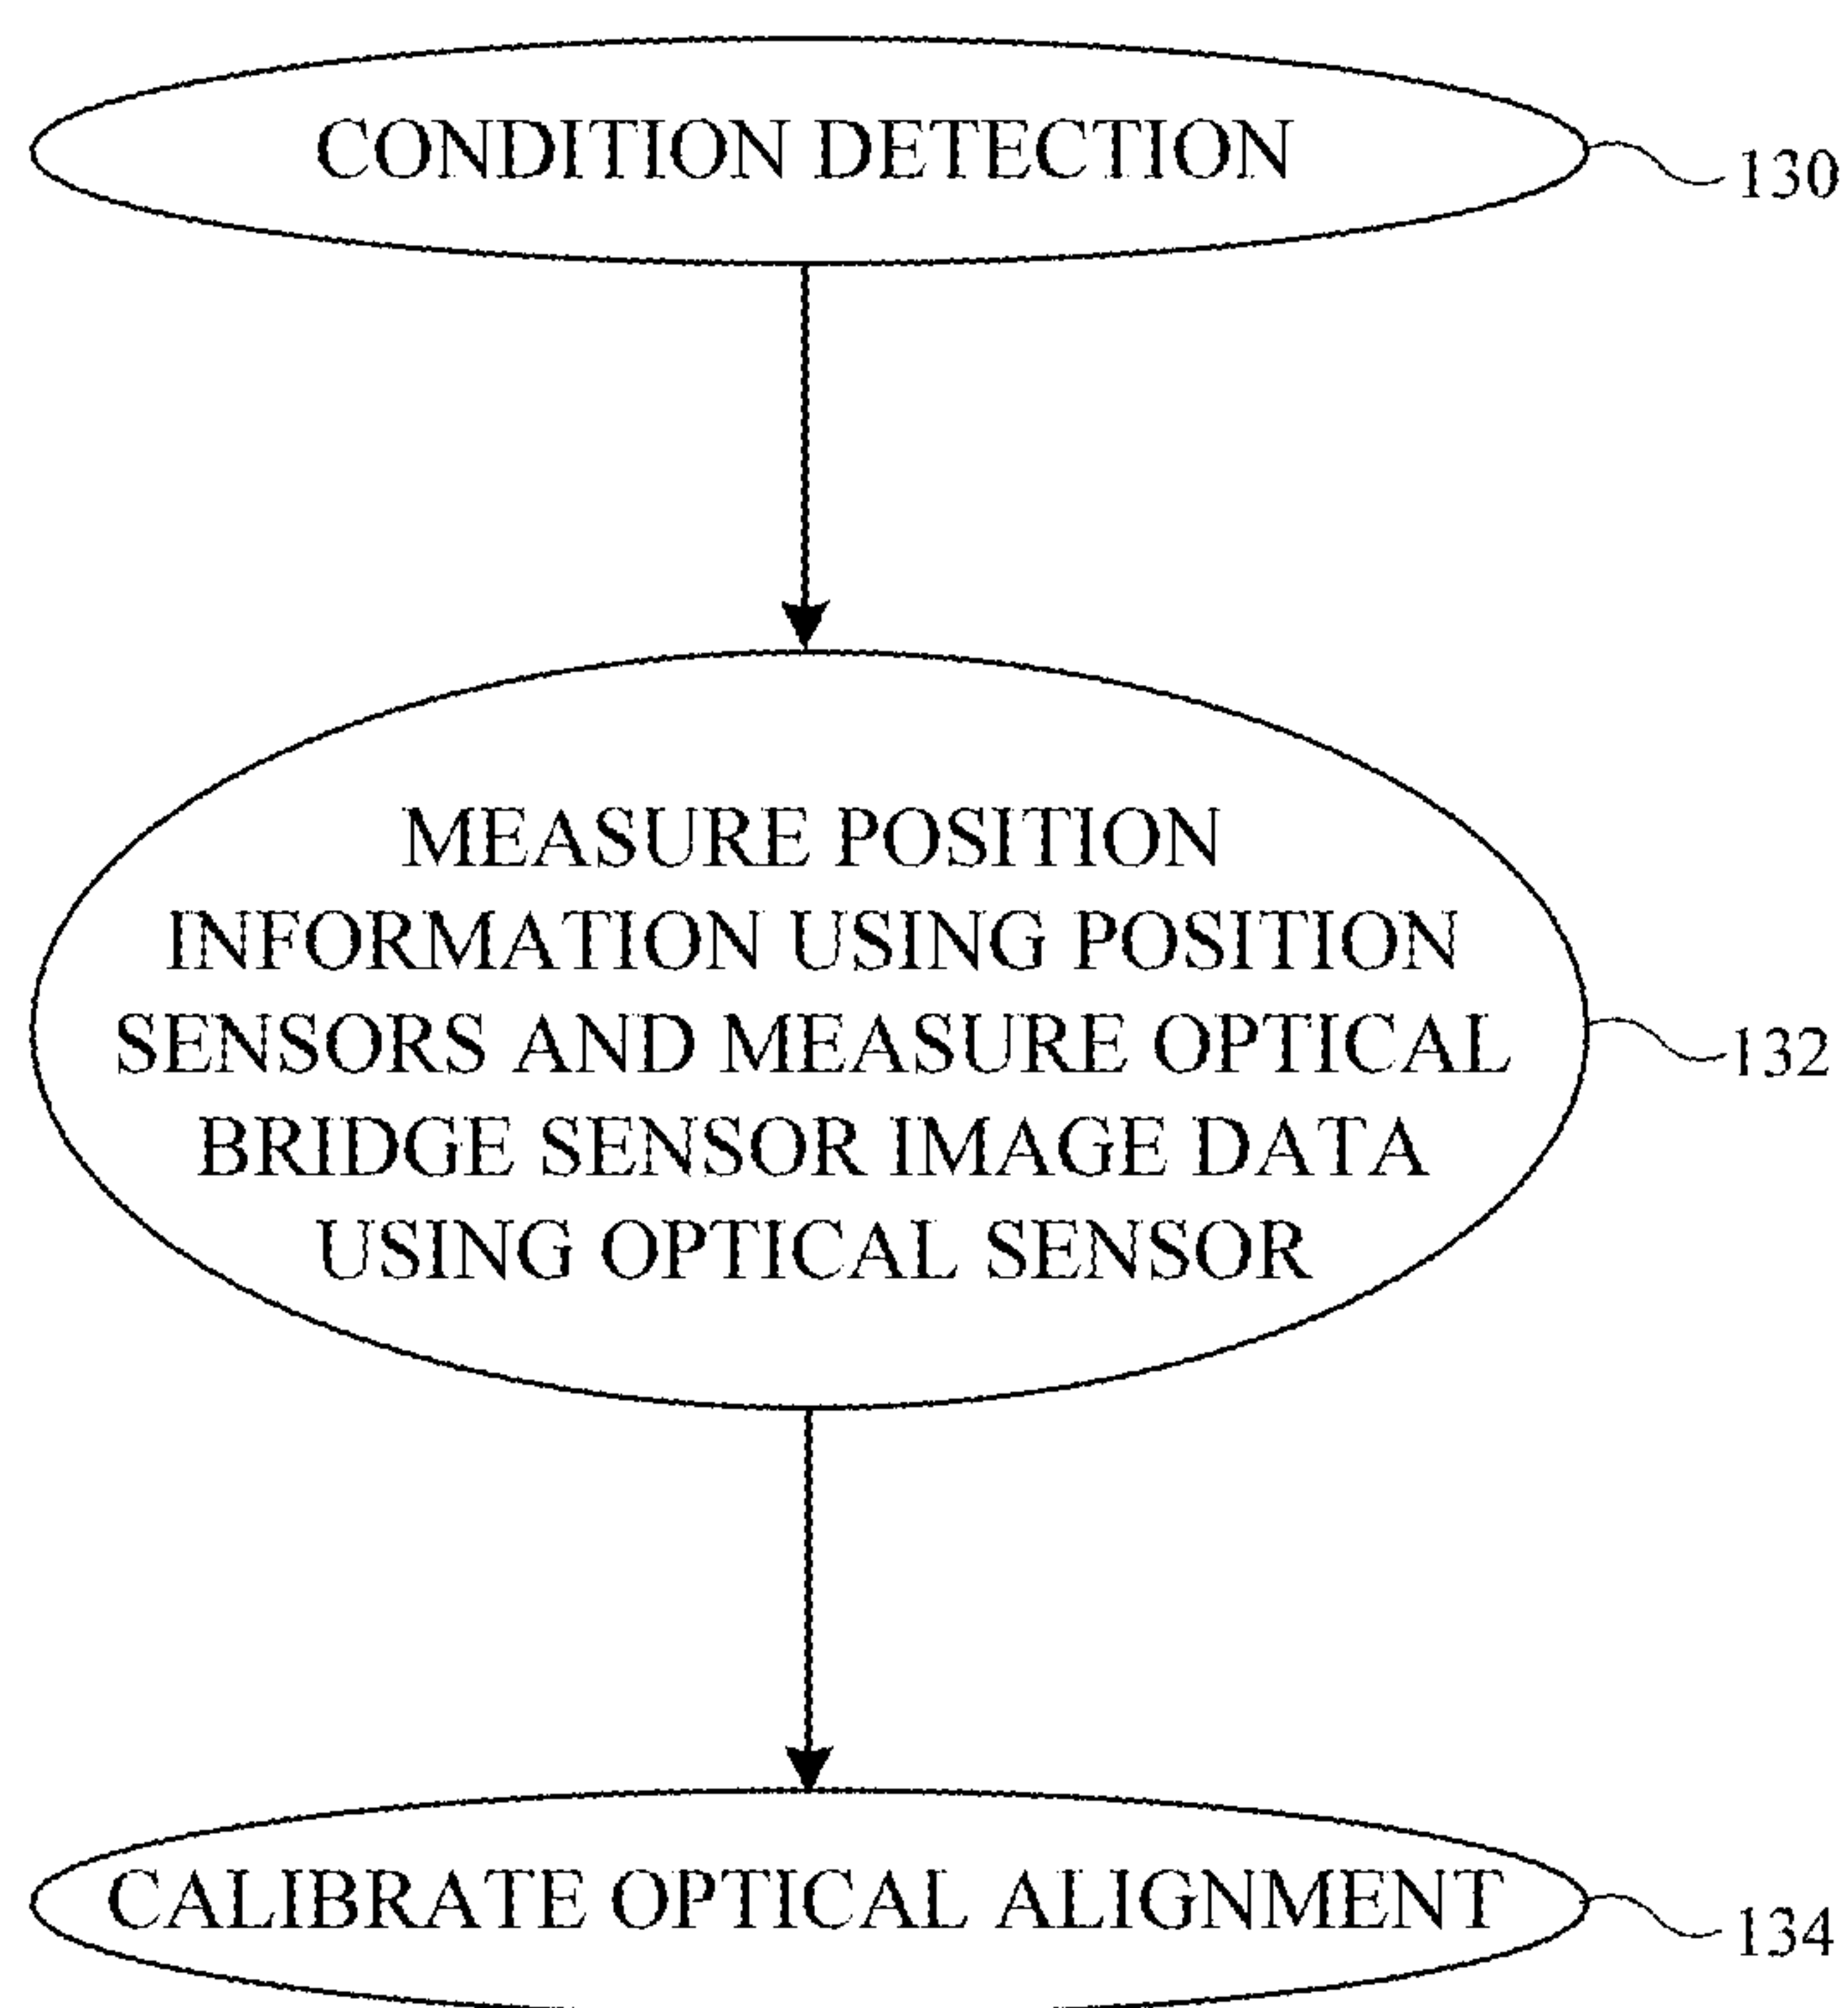 CONDITION DETECTION
130
MEASURE POSITION
INFORMATION USING POSITION
SENSORS AND MEASURE OPTICAL
BRIDGE SENSOR IMAGE DATA
USING OPTICAL SENSOR
132
CALIBRATE OPTICAL ALIGNMENT
134